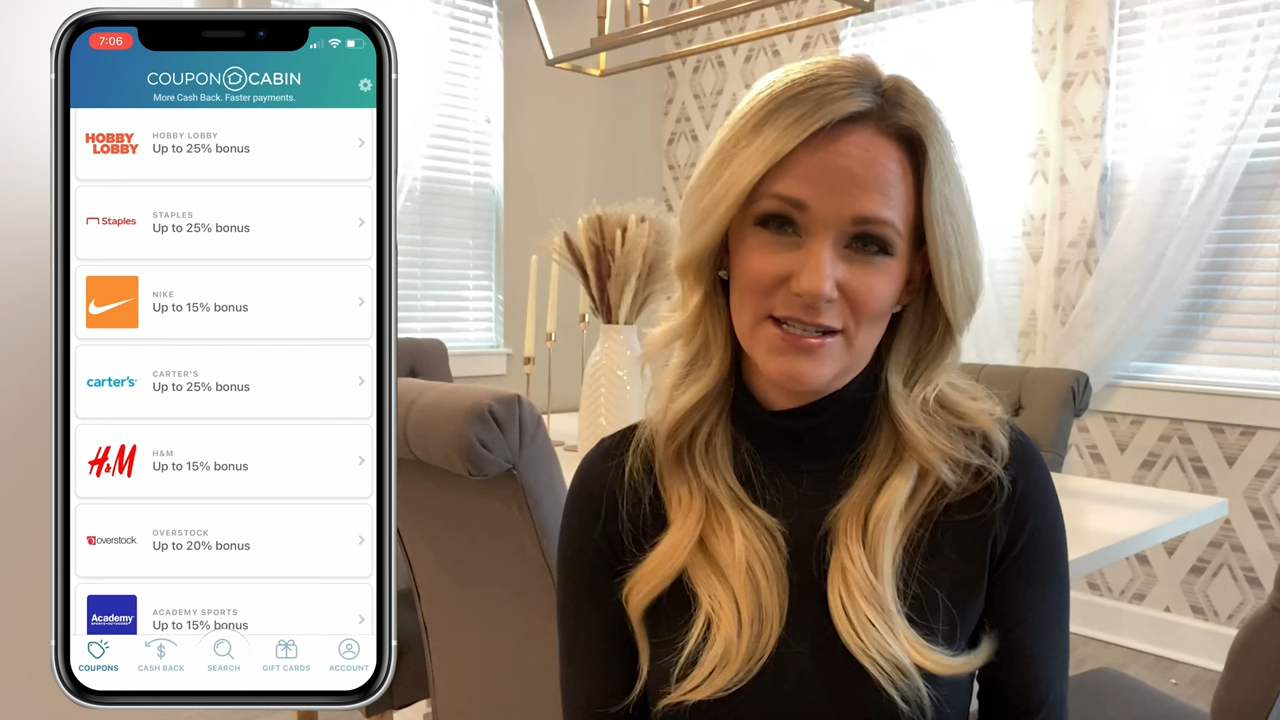 7:06
COUPON CABIN
More Cash Back. Faster payments.
HOBBY LOBBY
HOBBY
LOBBY
Up to 25% bonus
STAPLES
Staples
Up to 25% bonus
NIKE
Up to 15% bonus
CARTER'S
carter's
Up to 25% bonus
H&M
H&M
Up to 15% bonus
OVERSTOCK
overstock.
Up to 20% bonus
ACADEMY SPORTS
Academy
SPORTS+OUTDOORS
Up to 15% bonus
COUPONS CASH BACK SEARCH GIFT CARDS ACCOUNT